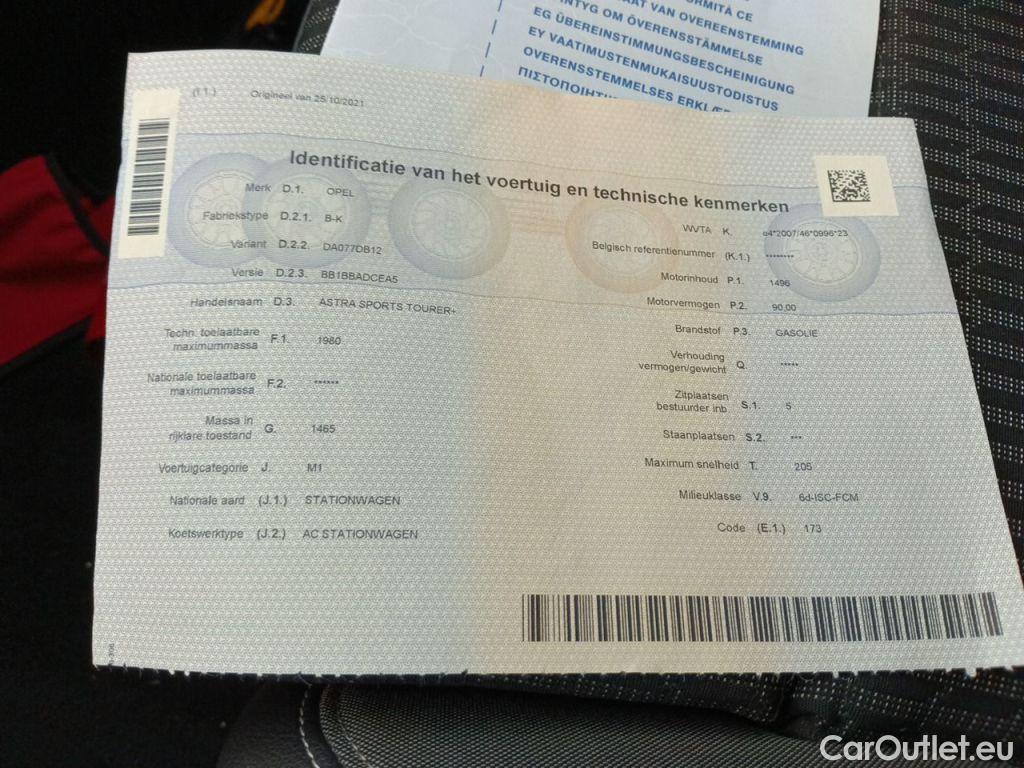 ORMITÀ CE
AAT VAN OVEREENSTEMMING
INTYG OM ÖVERENSSTÄMMELSE
EG ÜBEREINSTIMMUNGSBESCHEINIGUNG
EY VAATIMUSTENMUKAISUUSTODISTUS
OVERENSSTEMMELSES ERKLÆ
ΠΙΣΤΟΠΟΙΗΤΙΚ
(I.1.) Origineel van 25/10/2021
Identificatie van het voertuig en technische kenmerken
Merk D.1. OPEL
Fabriekstype D.2.1. B-K
Variant D.2.2. DA077DB12
Versie D.2.3. BB1BBADCEA5
Handelsnaam D.3. ASTRA SPORTS TOURER+
Techn. toelaatbare
maximummassa F.1. 1980
Nationale toelaatbare
maximummassa F.2. ******
Massa in
rijklare toestand G. 1465
Voertuigcategorie J. M1
Nationale aard (J.1.) STATIONWAGEN
Koetswerktype (J.2.) AC STATIONWAGEN
WVTA K. e4*2007/46*0996*23
Belgisch referentienummer (K.1.) ********
Motorinhoud P.1. 1496
Motorvermogen P.2. 90,00
Brandstof P.3. GASOLIE
Verhouding
vermogen/gewicht Q. *****
Zitplaatsen
bestuurder inb S.1. 5
Staanplaatsen S.2. ***
Maximum snelheid T. 205
Milieuklasse V.9. 6d-ISC-FCM
Code (E.1.) 173
CarOutlet.eu